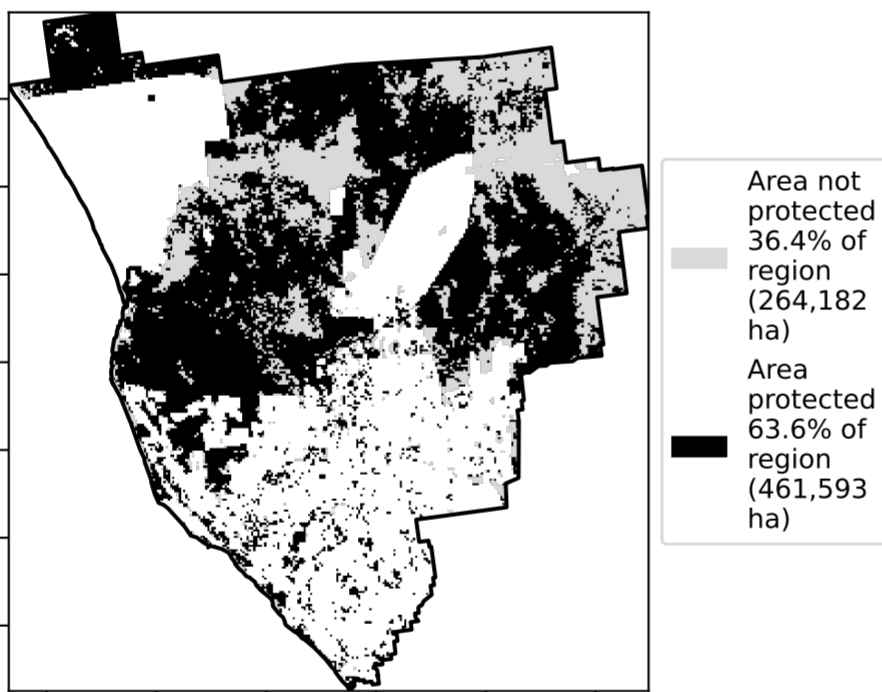 Area not
protected
36.4% of
region
(264,182
ha)
Area
protected
63.6% of
region
(461,593
ha)